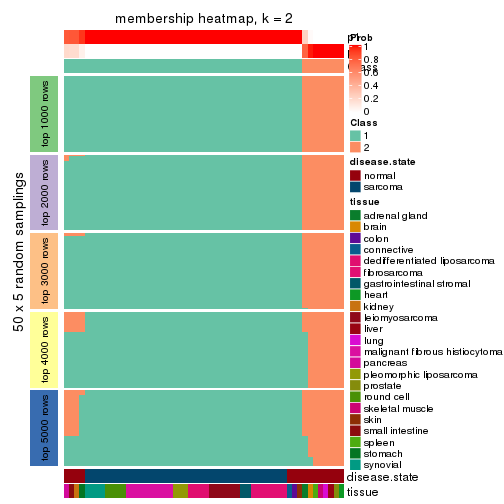 membership heatmap, k = 2
50 x 5 random samplings
top 1000 rows
top 2000 rows
top 3000 rows
top 4000 rows
top 5000 rows
Prob
1
0.8
0.6
0.4
0.2
0
Class
1
2
disease.state
normal
sarcoma
tissue
adrenal gland
brain
colon
connective
dedifferentiated liposarcoma
fibrosarcoma
gastrointestinal stromal
heart
kidney
leiomyosarcoma
liver
lung
malignant fibrous histiocytoma
pancreas
pleomorphic liposarcoma
prostate
round cell
skeletal muscle
skin
small intestine
spleen
stomach
synovial
disease.state
tissue